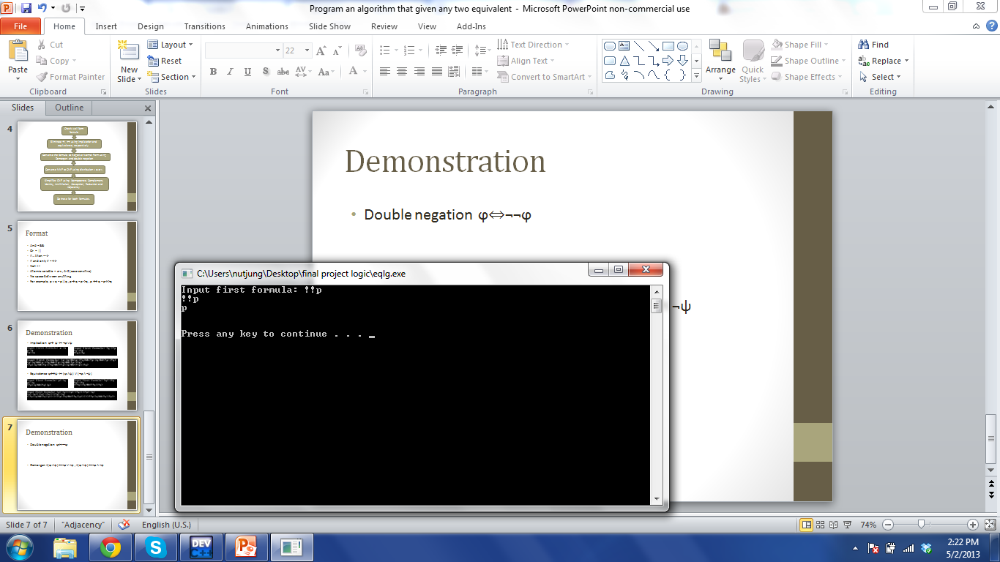 Program an algorithm that given any two equivalent - Microsoft PowerPoint non-commercial use
File Home Insert Design Transitions Animations Slide Show Review View Add-Ins
Paste Cut Copy Format Painter
Clipboard
New Slide Layout Reset Section
Slides
22
B I U S abc AV Aa A
Font
Text Direction
Align Text
Convert to SmartArt
Paragraph
Arrange Quick Styles
Shape Fill
Shape Outline
Shape Effects
Drawing
Find
Replace
Select
Editing
Slides Outline
4
5
Format
6
Demonstration
7
Demonstration
Demonstration
• Double negation φ⇔¬¬φ
¬ψ
C:\Users\nutjung\Desktop\final project logic\eqlg.exe
Input first formula: !!p
!!p
p
Press any key to continue . . .
Slide 7 of 7 "Adjacency" English (U.S.) 74%
DEV C++
2:22 PM
5/2/2013